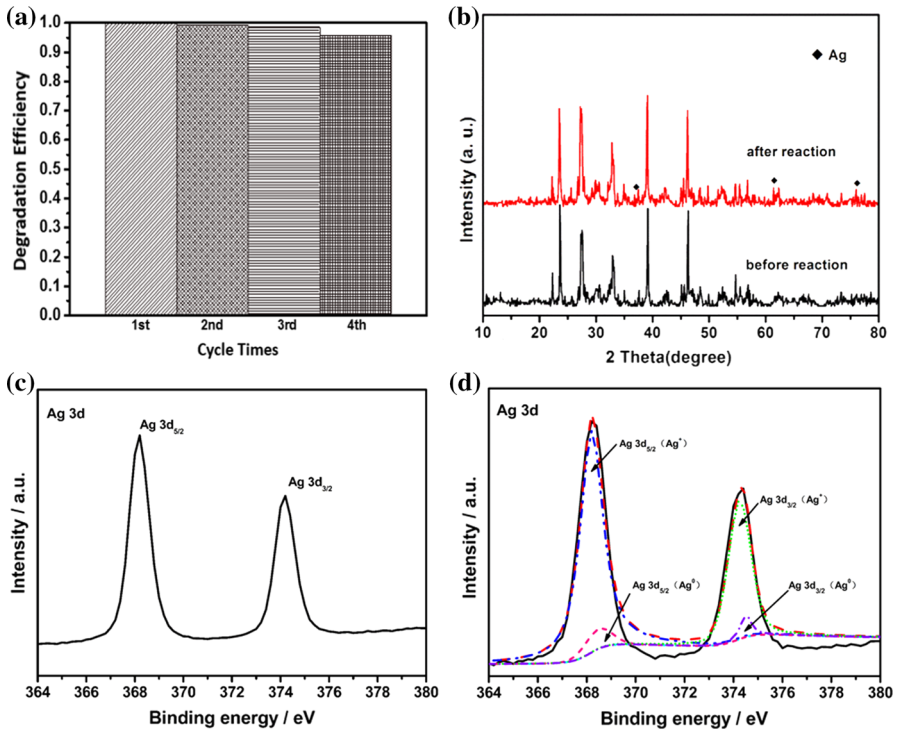 (a)
1.0
0.9
0.8
0.7
0.6
0.5
0.4
0.3
0.2
0.1
0.0
Degradation Efficiency
1st 2nd 3rd 4th
Cycle Times
(b)
Ag
after reaction
before reaction
Intensity (a. u.)
10 20 30 40 50 60 70 80
2 Theta(degree)
(c)
Ag 3d
Ag 3d5/2
Ag 3d3/2
Intensity / a.u.
364 366 368 370 372 374 376 378 380
Binding energy / eV
(d)
Ag 3d
Ag 3d5/2 (Ag+)
Ag 3d3/2 (Ag+)
Ag 3d5/2 (Ag0)
Ag 3d3/2 (Ag0)
Intensity / a.u.
364 366 368 370 372 374 376 378 380
Binding energy / eV